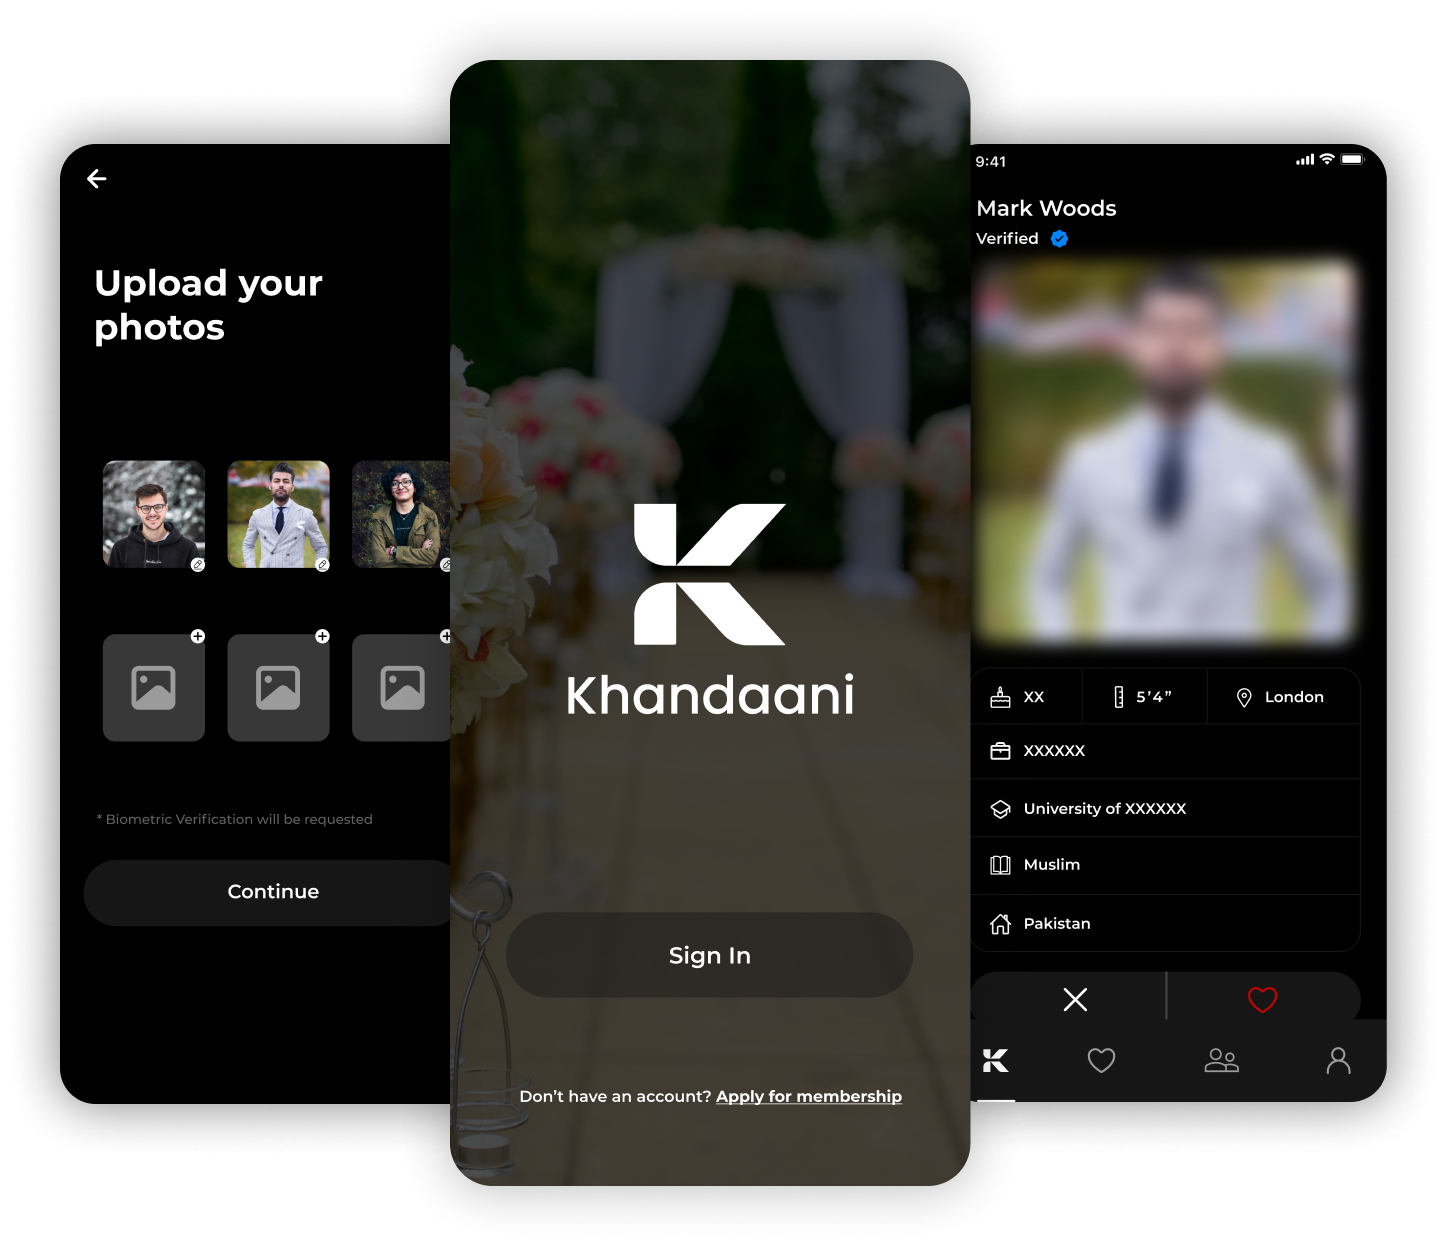 Upload your
photos
* Biometric Verification will be requested
Continue
Khandaani
Sign In
Don’t have an account? Apply for membership
9:41
Mark Woods
Verified
XX
5’4”
London
XXXXXX
University of XXXXXX
Muslim
Pakistan